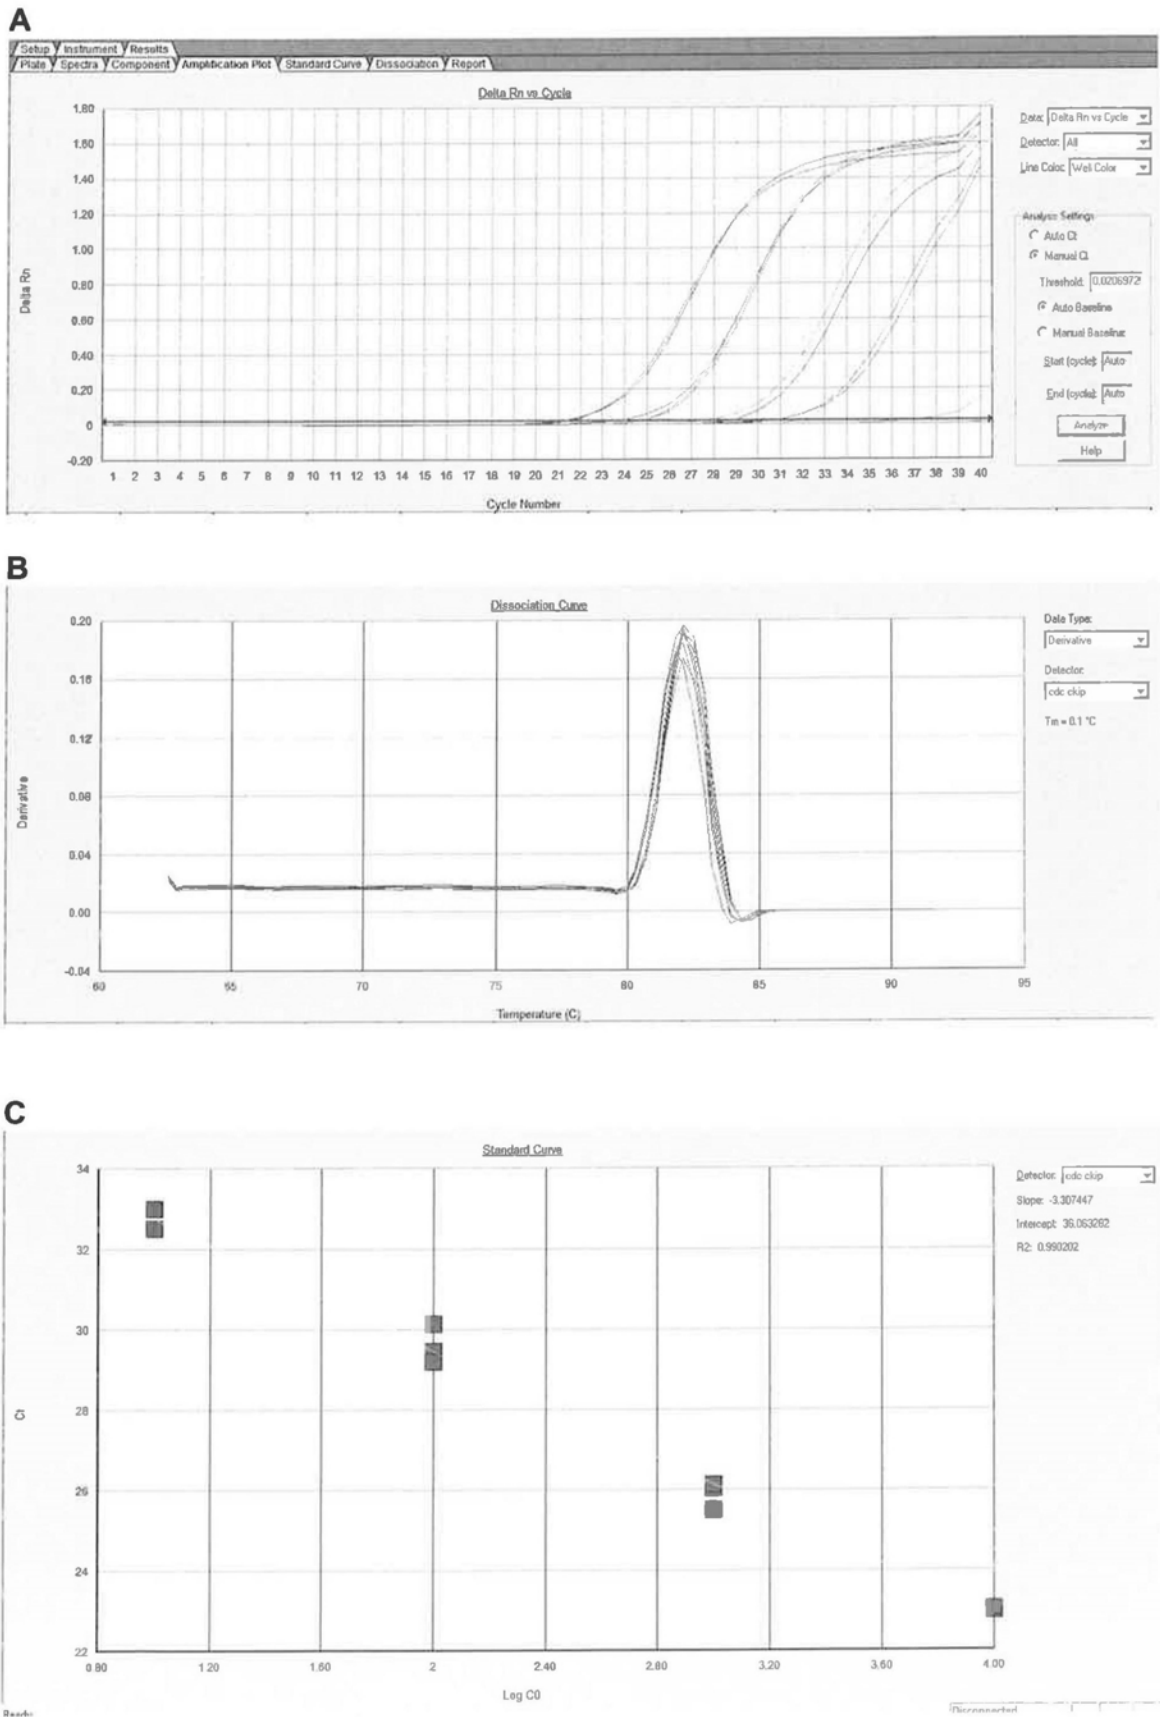 A
Setup Instrument Results
Plate Spectra Component Amplification Plot Standard Curve Dissociation Report
Delta Rn vs Cycle
1.80
1.60
1.40
1.20
1.00
0.80
0.60
0.40
0.20
0
-0.20
Delta Rn
1 2 3 4 5 6 7 8 9 10 11 12 13 14 15 16 17 18 19 20 21 22 23 24 25 26 27 28 29 30 31 32 33 34 35 36 37 38 39 40
Cycle Number
Data: Delta Rn vs Cycle
Detector: All
Line Color: Well Color
Analysis Settings
Auto Ct
Manual Ct
Threshold: 0.0206972
Auto Baseline
Manual Baseline
Start (cycle): Auto
End (cycle): Auto
Analyze
Help
B
Dissociation Curve
0.20
0.16
0.12
0.08
0.04
0.00
-0.04
Derivative
60 65 70 75 80 85 90 95
Temperature (C)
Data Type:
Derivative
Detector:
cdc ckip
Tm = 0.1 °C
C
Standard Curve
34
32
30
28
26
24
22
Ct
0.80 1.20 1.60 2 2.40 2.80 3.20 3.60 4.00
Log C0
Detector: cdc ckip
Slope: -3.307447
Intercept: 36.063262
R2: 0.990202
Ready
Disconnected